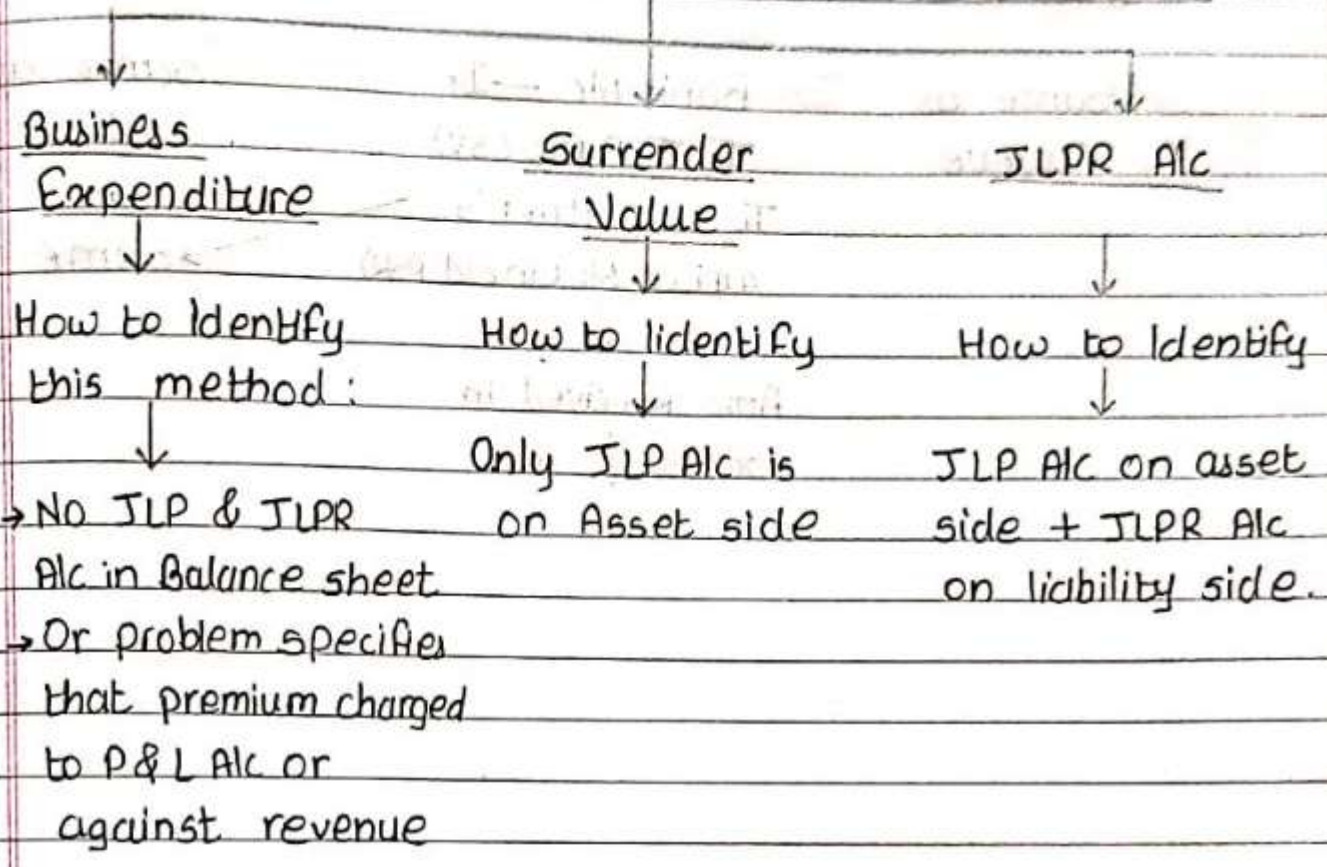 Business
Expenditure
Surrender
Value
JLPR A/c
How to Identify
this method :
How to lidentify
How to Identify
→ No JLP & JLPR
A/c in Balance sheet
→ Or problem specifies
that premium charged
to P & L A/c or
against revenue
Only JLP A/c is
on Asset side
JLP A/c on asset
side + JLPR A/c
on liability side.